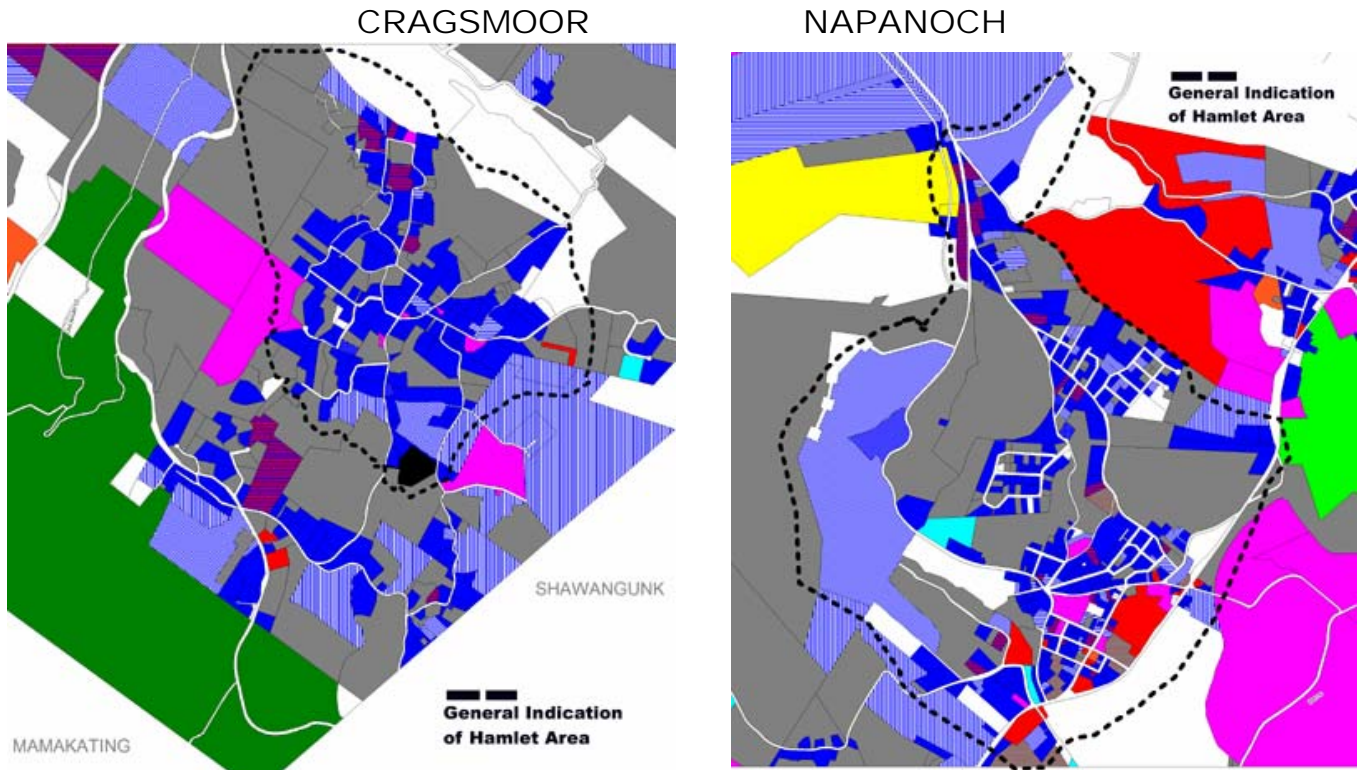 CRAGSMOOR
NAPANOCH
General Indication
of Hamlet Area
SHAWANGUNK
General Indication
of Hamlet Area
MAMAKATING